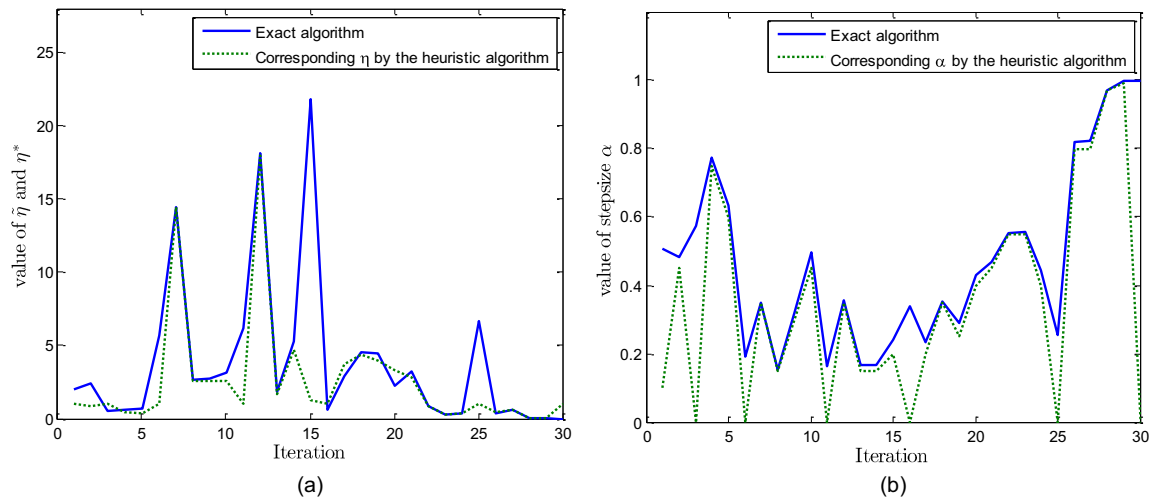 Exact algorithm
Corresponding η by the heuristic algorithm
25
20
15
10
5
0
value of η̃ and η*
0 5 10 15 20 25 30
Iteration
(a)
Exact algorithm
Corresponding α by the heuristic algorithm
1
0.8
0.6
0.4
0.2
0
value of stepsize α
0 5 10 15 20 25 30
Iteration
(b)